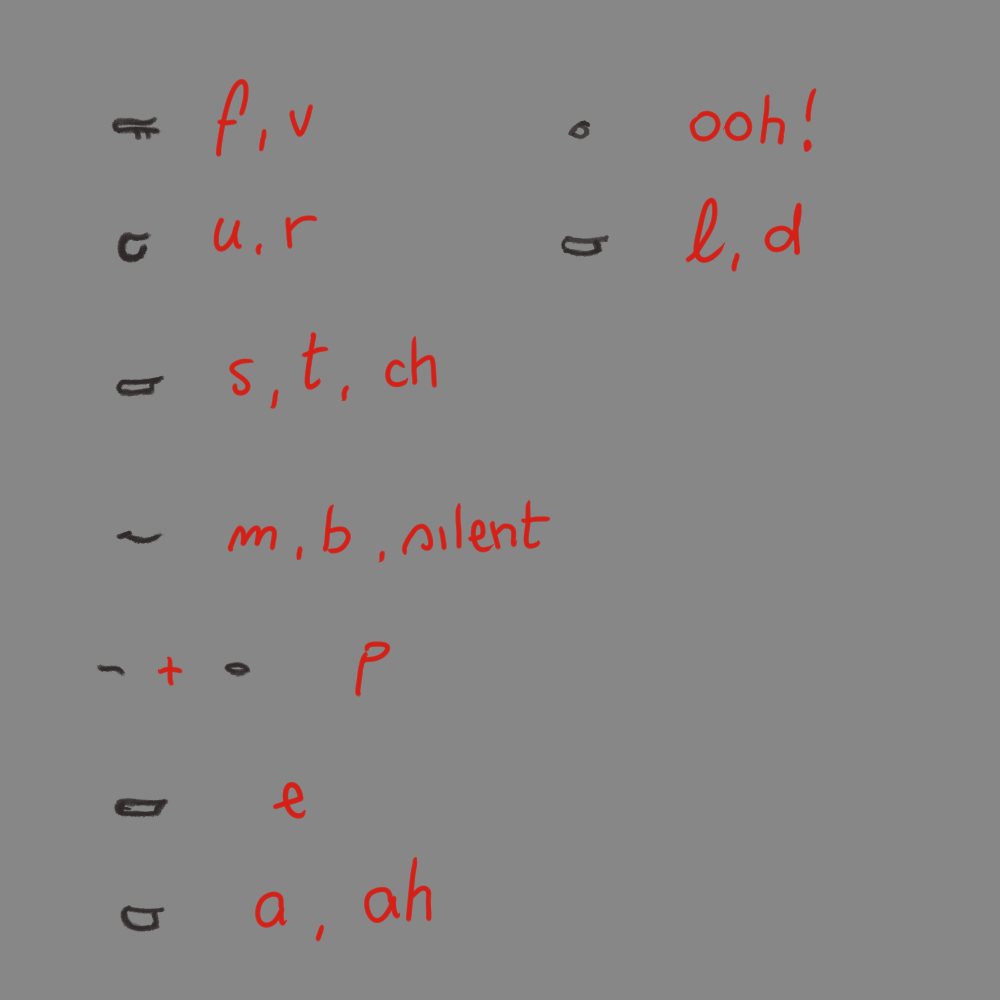 f, v
ooh!
u, r
l, d
s, t, ch
m, b, silent
+ p
e
a, ah